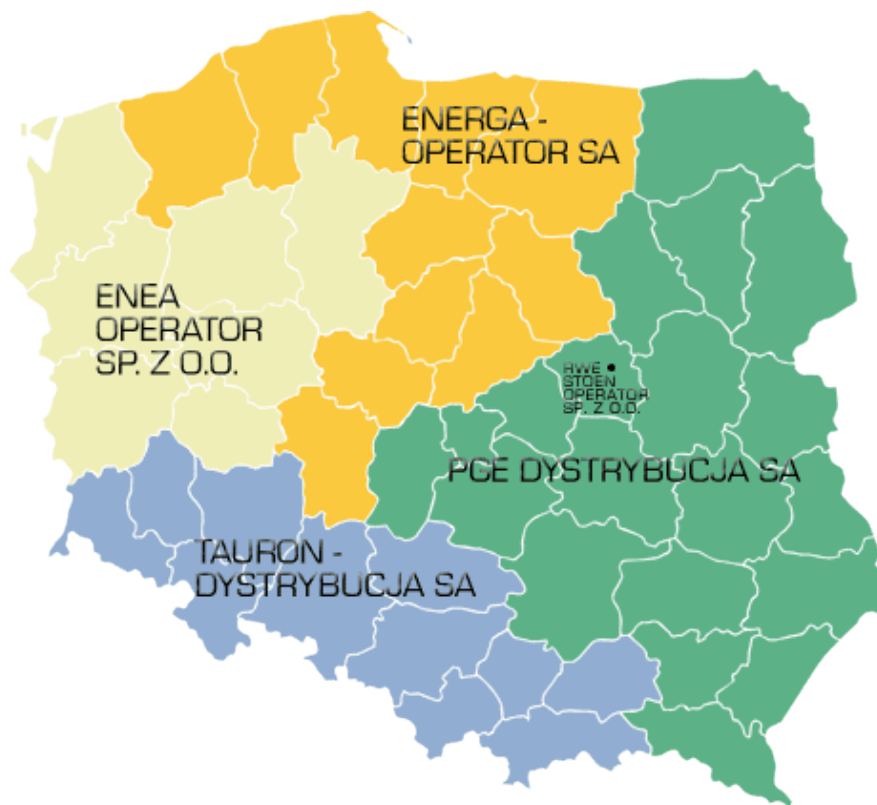 ENERGA -
OPERATOR SA
ENEA
OPERATOR
SP. Z O.O.
RWE
STOEN
OPERATOR
SP. Z O.O.
PGE DYSTRYBUCJA SA
TAURON -
DYSTRYBUCJA SA